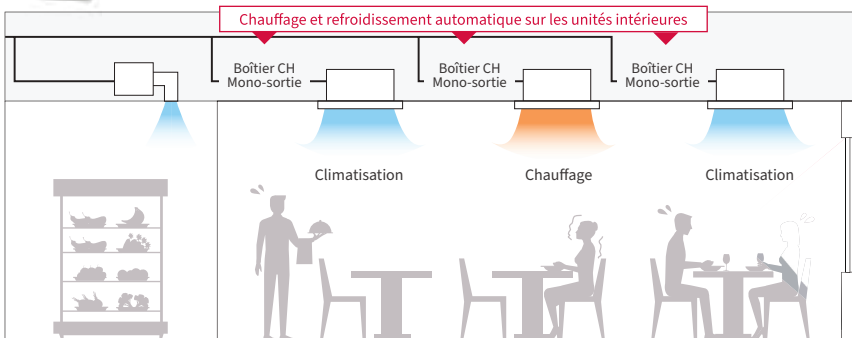 Chauffage et refroidissement automatique sur les unités intérieures
Boîtier CH
Mono-sortie
Boîtier CH
Mono-sortie
Boîtier CH
Mono-sortie
Climatisation
Chauffage
Climatisation